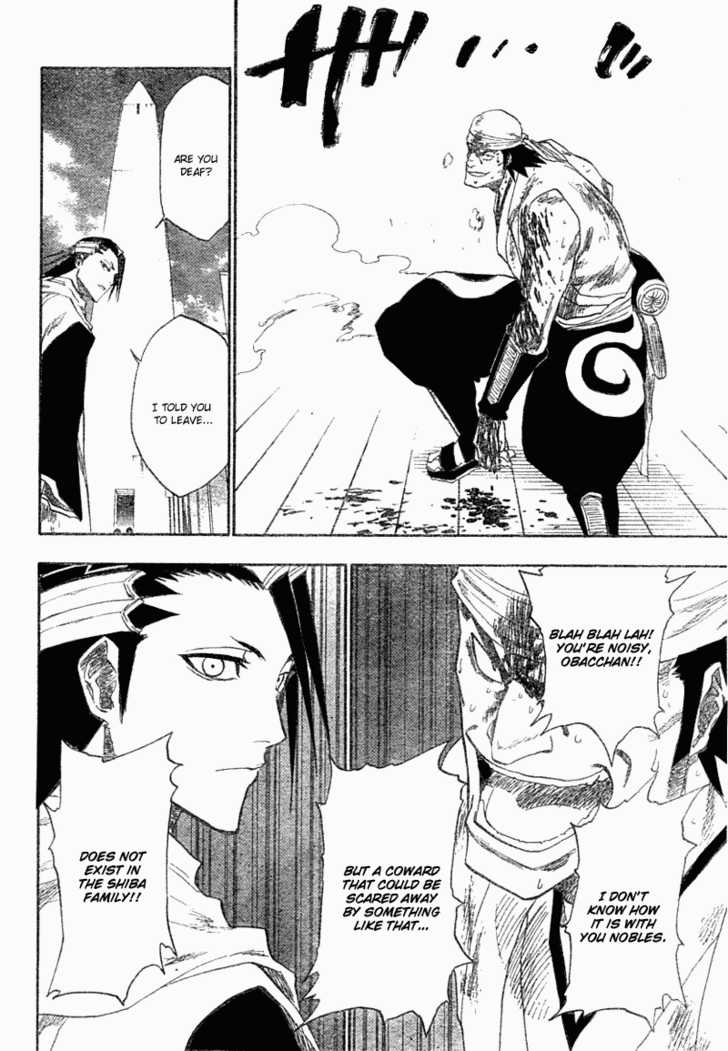 ARE YOU
DEAF?
I TOLD YOU
TO LEAVE...
BLAH BLAH LAH!
YOU'RE NOISY,
OBACCHAN!!
I DON'T
KNOW HOW
IT IS WITH
YOU NOBLES.
BUT A COWARD
THAT COULD BE
SCARED AWAY
BY SOMETHING
LIKE THAT...
DOES NOT
EXIST IN
THE SHIBA
FAMILY!!